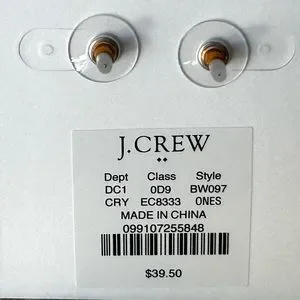 J.CREW
Dept Class Style
DC1 0D9 BW097
CRY EC8333 ONES
MADE IN CHINA
099107255848
$39.50